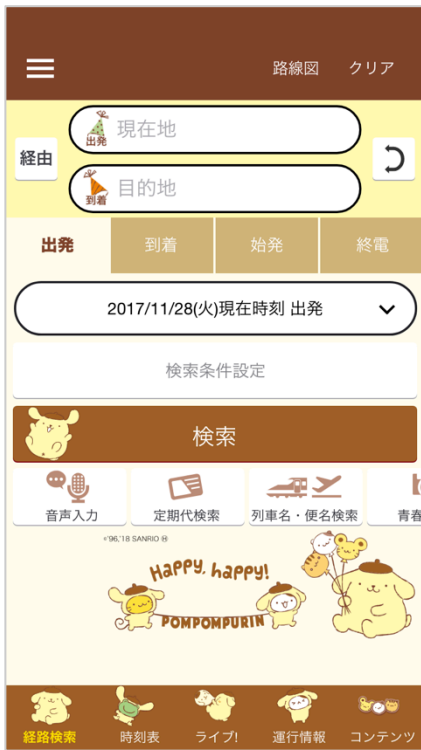 路線図 クリア
出発 現在地
経由
到着 目的地
出発 到着 始発 終電
2017/11/28(火)現在時刻 出発
検索条件設定
検索
音声入力 定期代検索 列車名・便名検索 青春
©'96,'18 SANRIO Ⓗ
Happy, happy!
POMPOMPURIN
経路検索 時刻表 ライブ! 運行情報 コンテンツ